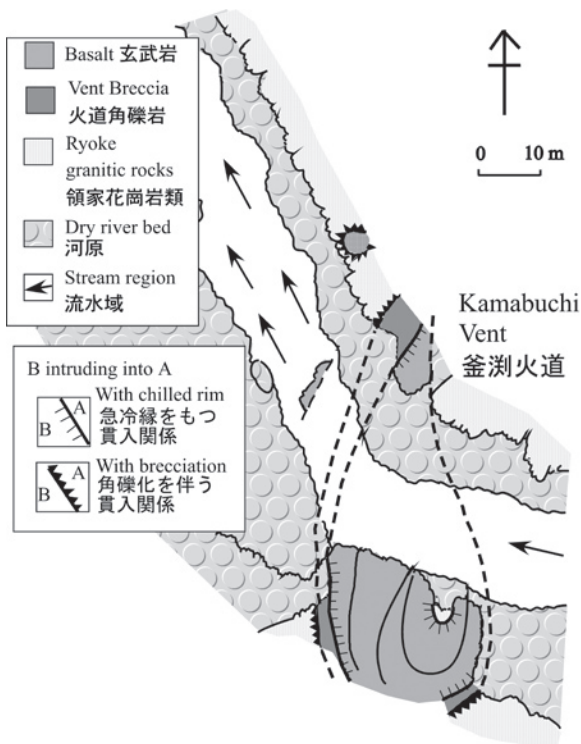 Basalt 玄武岩
Vent Breccia
火道角礫岩
Ryoke
granitic rocks
領家花崗岩類
Dry river bed
河原
Stream region
流水域
B intruding into A
With chilled rim
急冷縁をもつ
貫入関係
A
B
With brecciation
角礫化を伴う
貫入関係
A
B
0 10 m
Kamabuchi
Vent
釜渕火道